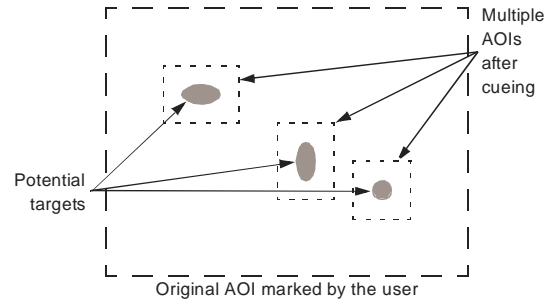 Multiple
AOIs
after
cueing
Potential
targets
Original AOI marked by the user